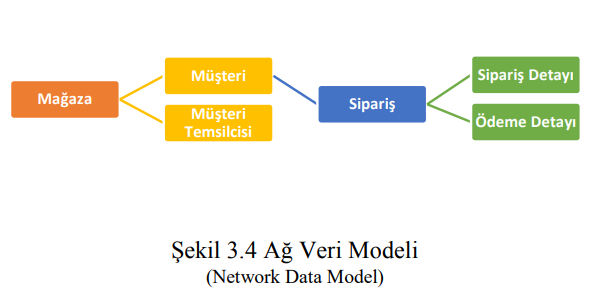 Mağaza
Müşteri
Müşteri
Temsilcisi
Sipariş
Sipariş Detayı
Ödeme Detayı
Şekil 3.4 Ağ Veri Modeli
(Network Data Model)